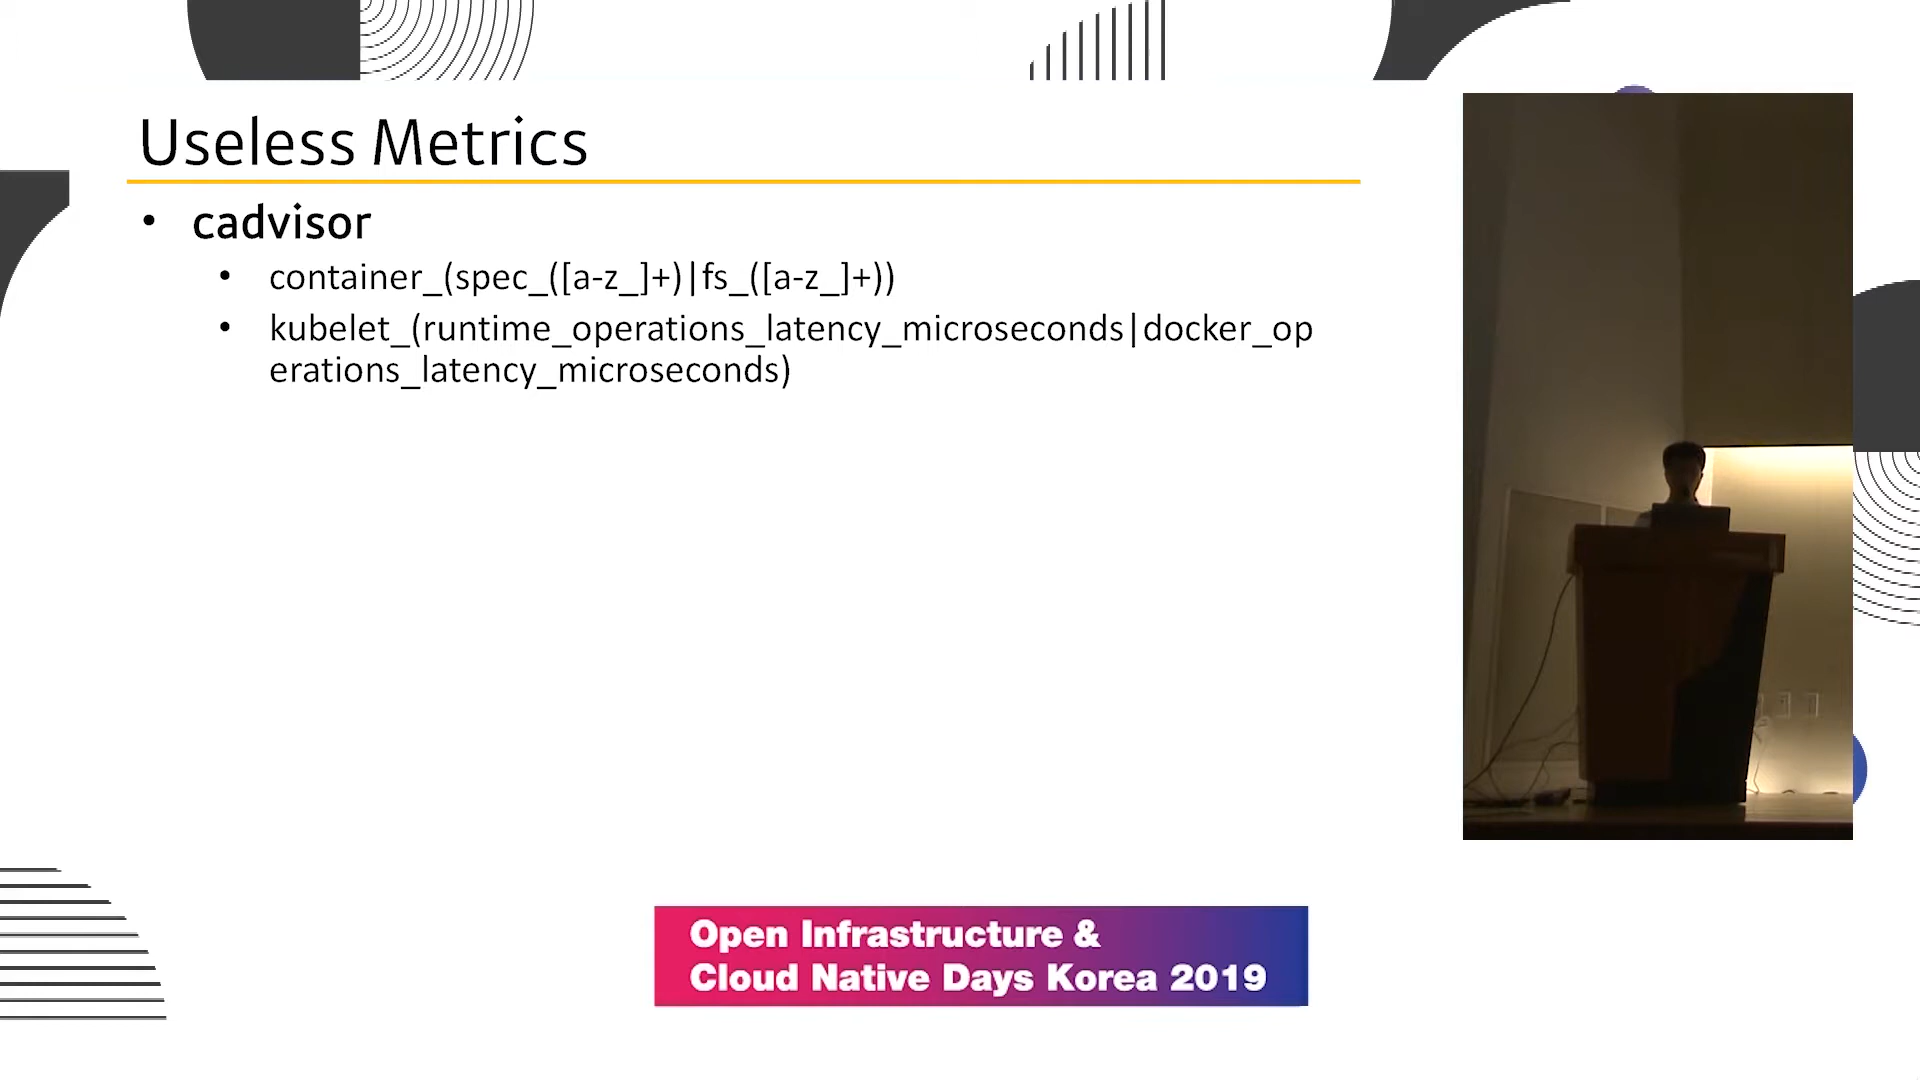 Useless Metrics
• cadvisor
• container_(spec_([a-z_]+)|fs_([a-z_]+))
• kubelet_(runtime_operations_latency_microseconds|docker_op
erations_latency_microseconds)
Open Infrastructure &
Cloud Native Days Korea 2019